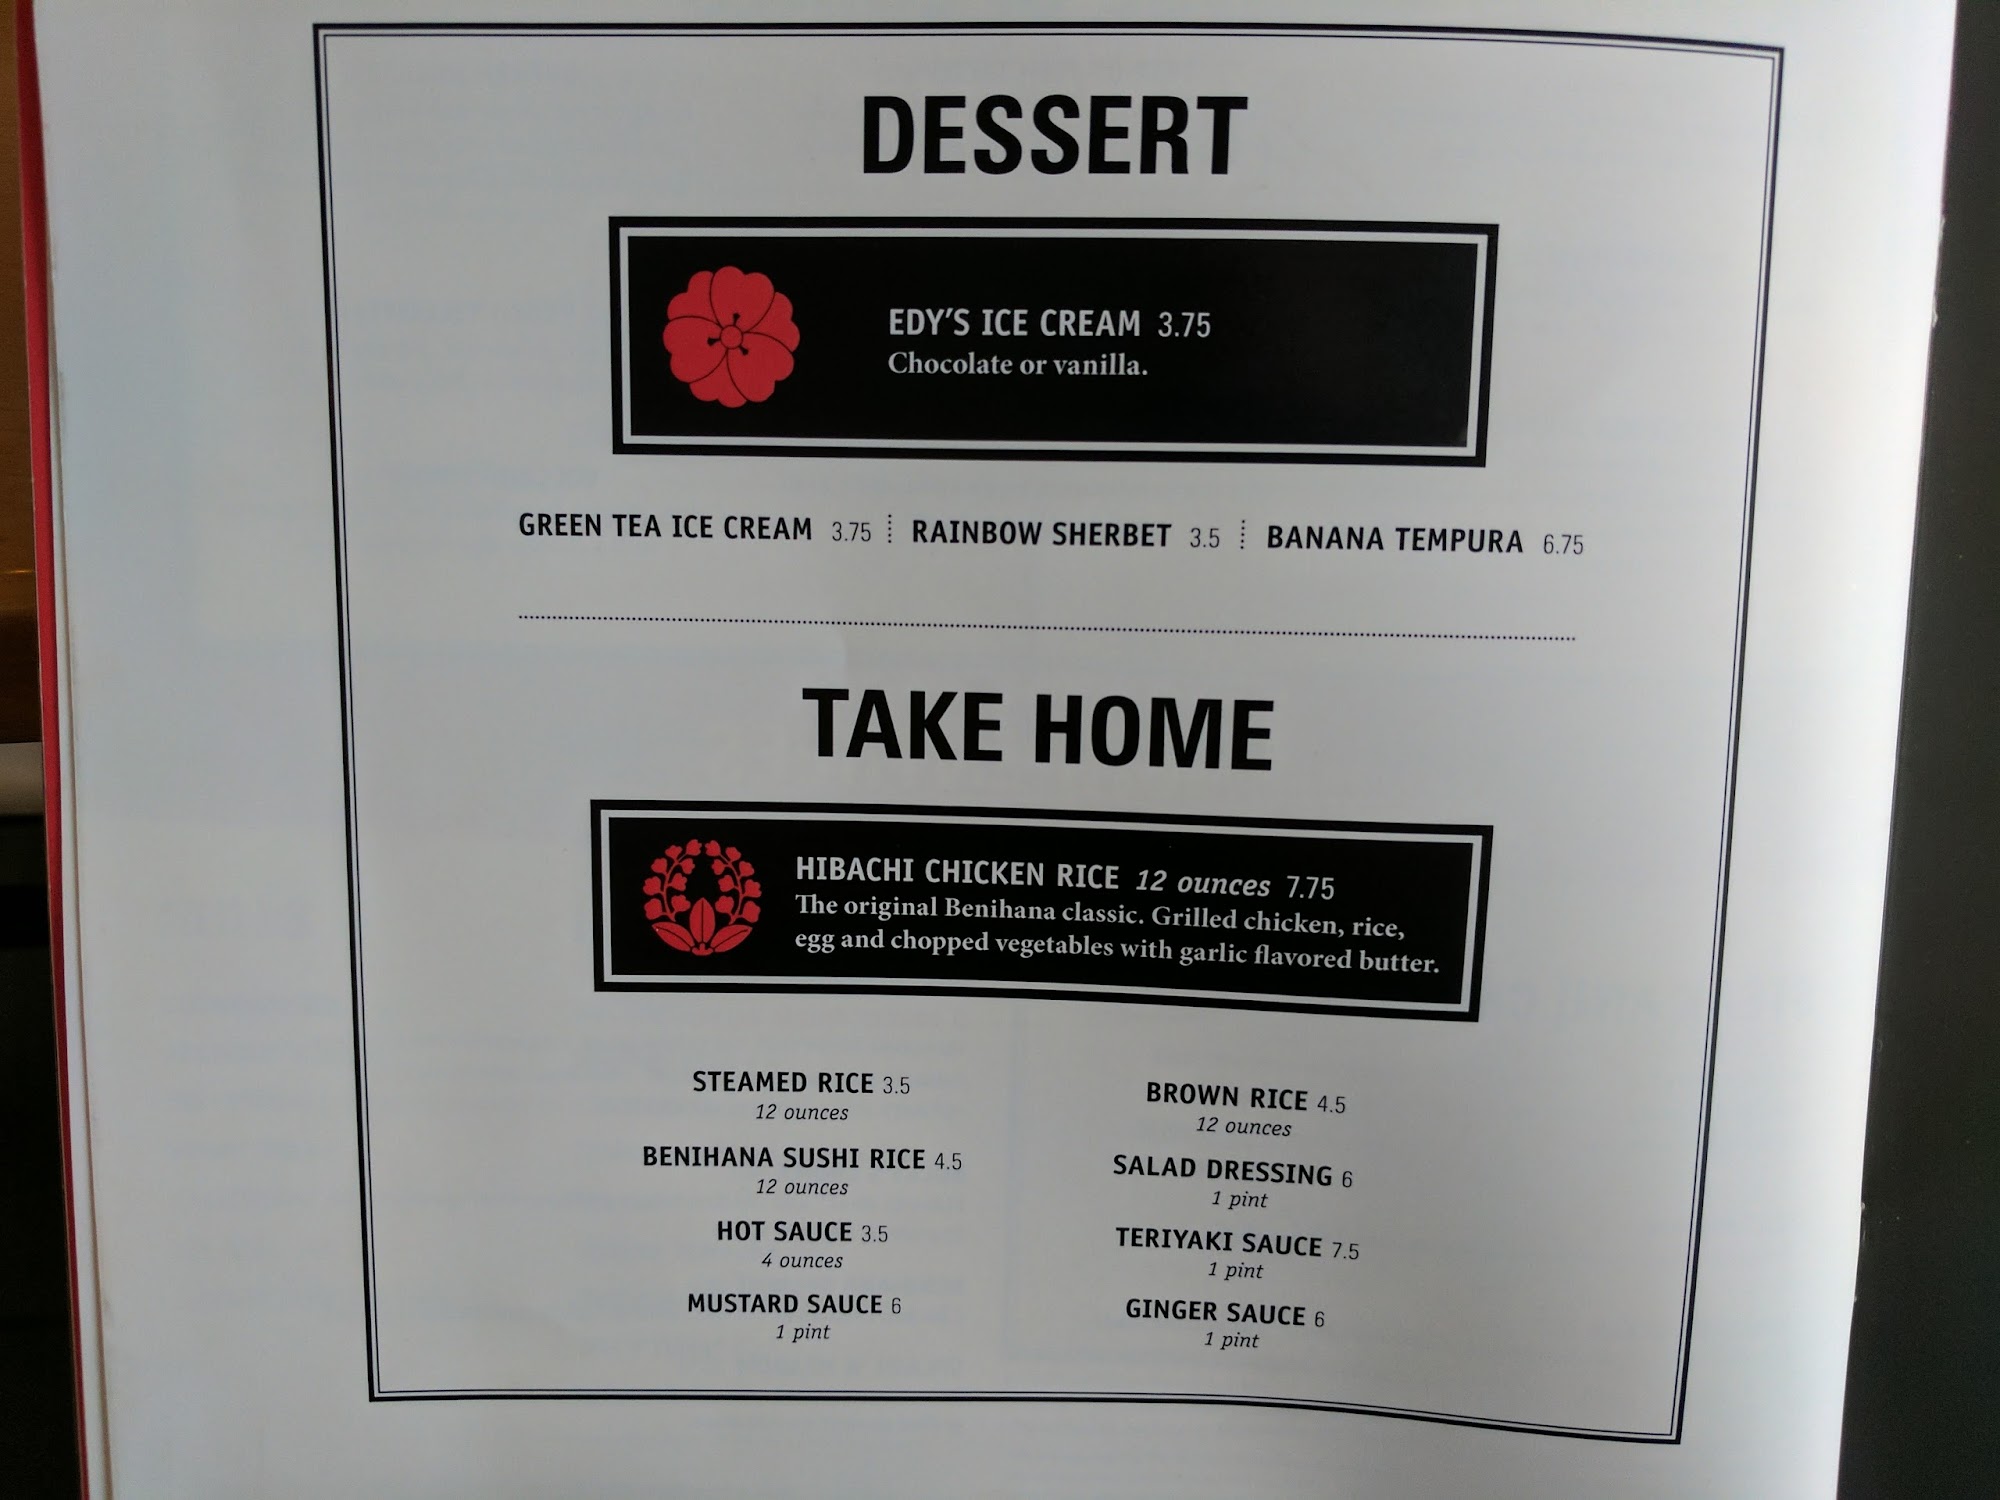 DESSERT
EDY'S ICE CREAM 3.75
Chocolate or vanilla.
GREEN TEA ICE CREAM 3.75 RAINBOW SHERBET 3.5 BANANA TEMPURA 6.75
TAKE HOME
HIBACHI CHICKEN RICE 12 ounces 7.75
The original Benihana classic. Grilled chicken, rice,
egg and chopped vegetables with garlic flavored butter.
STEAMED RICE 3.5
12 ounces
BENIHANA SUSHI RICE 4.5
12 ounces
HOT SAUCE 3.5
4 ounces
MUSTARD SAUCE 6
1 pint
BROWN RICE 4.5
12 ounces
SALAD DRESSING 6
1 pint
TERIYAKI SAUCE 7.5
1 pint
GINGER SAUCE 6
1 pint